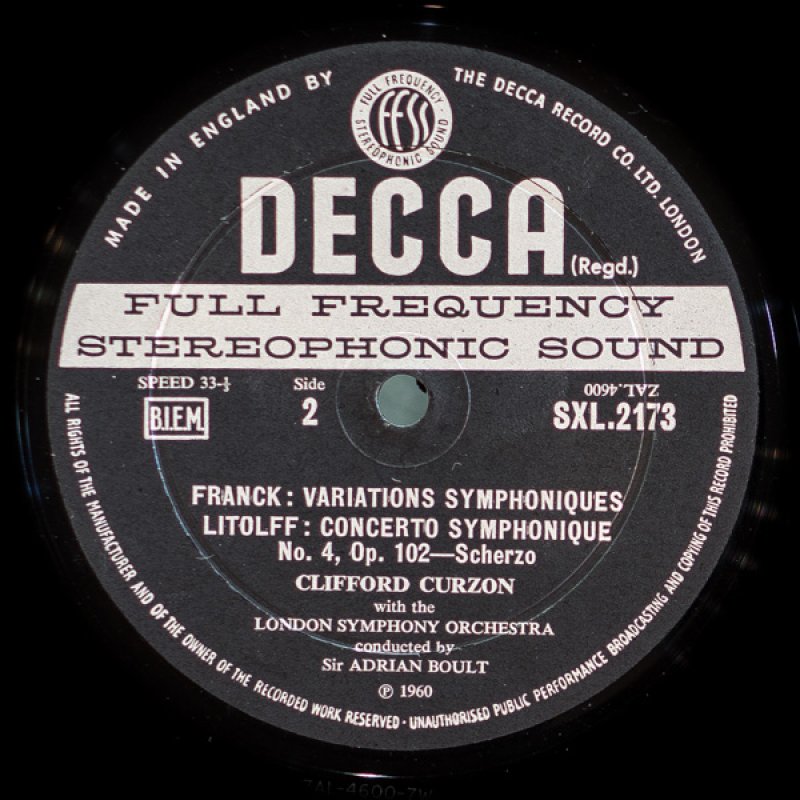 MADE IN ENGLAND BY
THE DECCA RECORD CO. LTD. LONDON
· FULL FREQUENCY ·
FFSS
STEREOPHONIC SOUND
DECCA
(Regd.)
FULL FREQUENCY
STEREOPHONIC SOUND
SPEED 33-⅓
Side
2
ZAL.4600
B.I.E.M.
SXL.2173
FRANCK: VARIATIONS SYMPHONIQUES
LITOLFF: CONCERTO SYMPHONIQUE
No. 4, Op. 102—Scherzo
CLIFFORD CURZON
with the
LONDON SYMPHONY ORCHESTRA
conducted by
Sir ADRIAN BOULT
℗ 1960
ALL RIGHTS OF THE MANUFACTURER AND OF THE OWNER OF THE RECORDED WORK RESERVED · UNAUTHORISED PUBLIC PERFORMANCE BROADCASTING AND COPYING OF THIS RECORD PROHIBITED